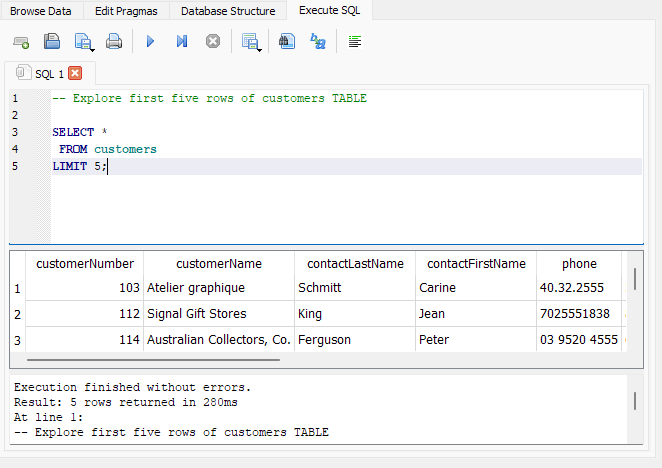 Browse Data Edit Pragmas Database Structure Execute SQL
SQL 1
1 -- Explore first five rows of customers TABLE
2
3 SELECT *
4 FROM customers
5 LIMIT 5;
customerNumber customerName contactLastName contactFirstName phone
1 103 Atelier graphique Schmitt Carine 40.32.2555
2 112 Signal Gift Stores King Jean 7025551838
3 114 Australian Collectors, Co. Ferguson Peter 03 9520 4555
Execution finished without errors.
Result: 5 rows returned in 280ms
At line 1:
-- Explore first five rows of customers TABLE